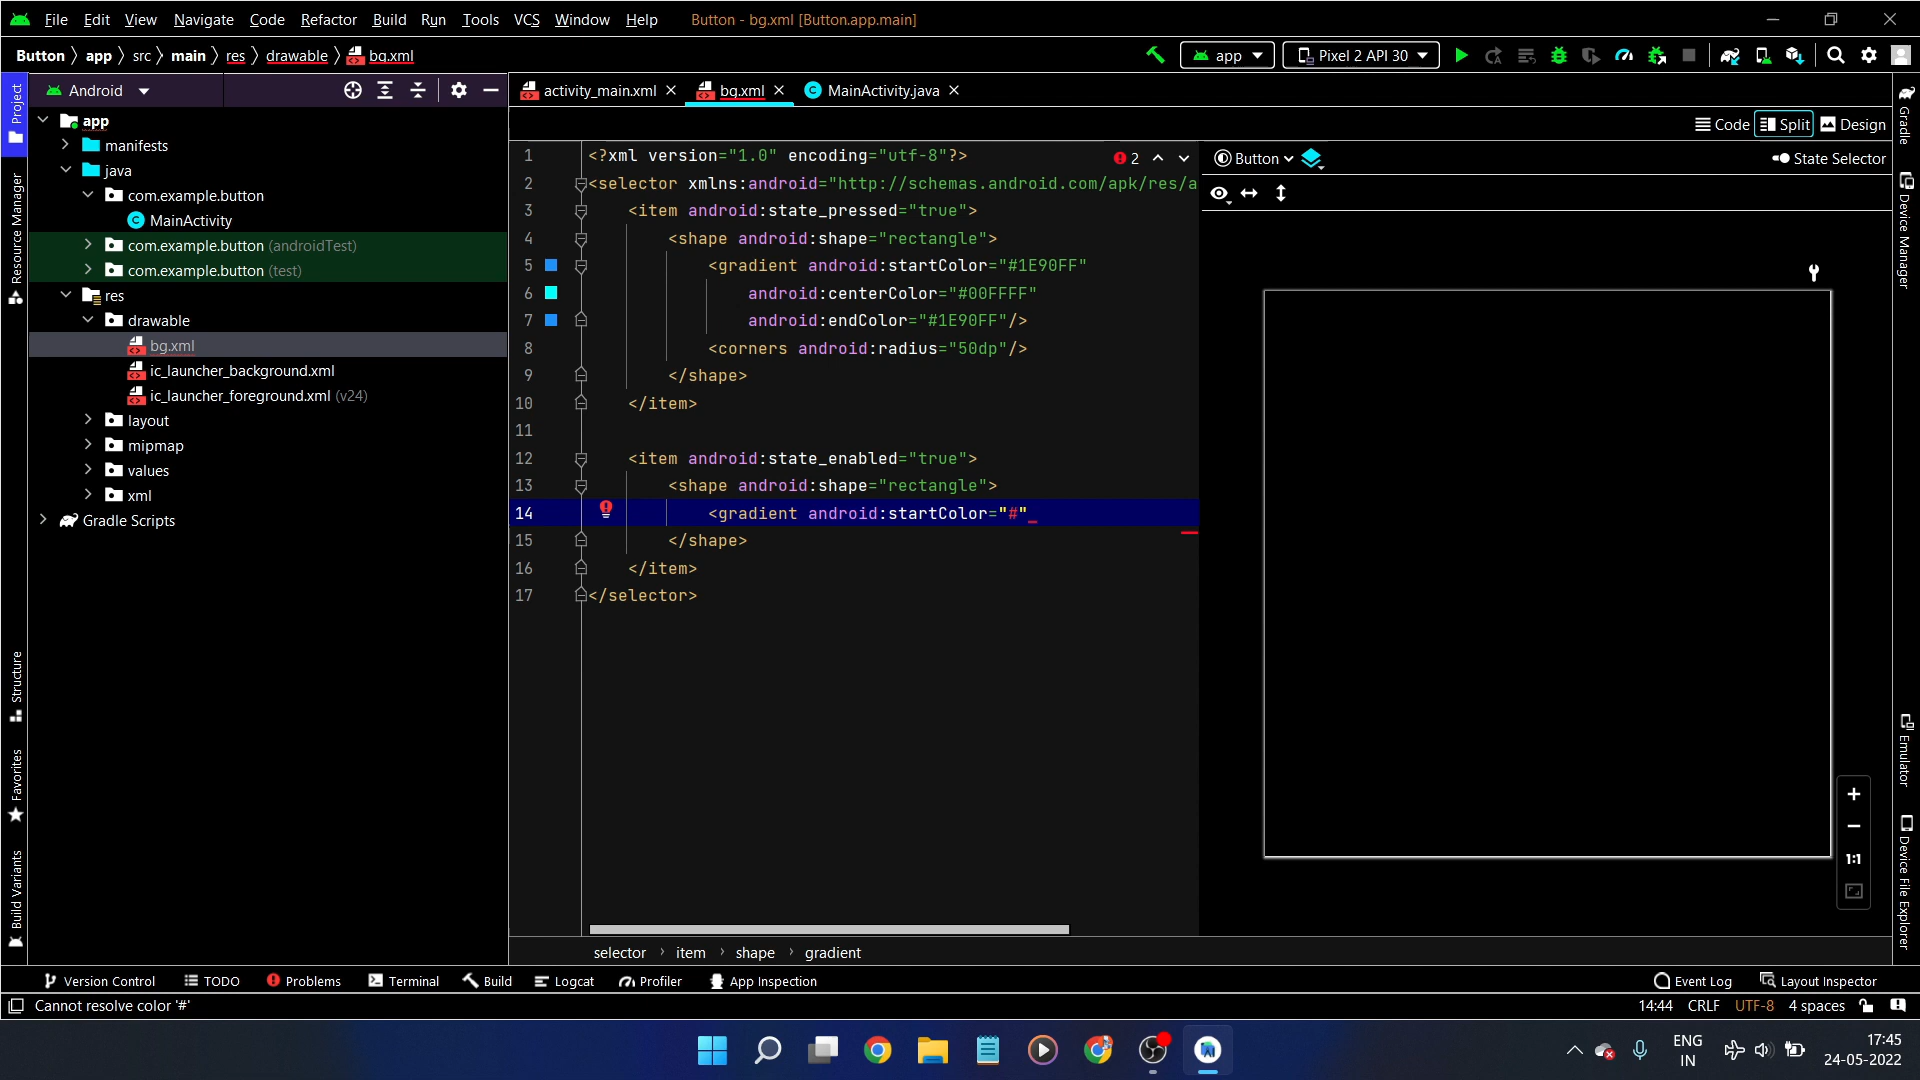 File Edit View Navigate Code Refactor Build Run Tools VCS Window Help Button - bg.xml [Button.app.main]
Button app src main res drawable bg.xml app Pixel 2 API 30
Android
activity_main.xml bg.xml MainActivity.java
Code Split Design
Button State Selector
app
manifests
java
com.example.button
MainActivity
com.example.button (androidTest)
com.example.button (test)
res
drawable
bg.xml
ic_launcher_background.xml
ic_launcher_foreground.xml (v24)
layout
mipmap
values
xml
Gradle Scripts
2
1 <?xml version="1.0" encoding="utf-8"?>
2 <selector xmlns:android="http://schemas.android.com/apk/res/a
3 <item android:state_pressed="true">
4 <shape android:shape="rectangle">
5 <gradient android:startColor="#1E90FF"
6 android:centerColor="#00FFFF"
7 android:endColor="#1E90FF"/>
8 <corners android:radius="50dp"/>
9 </shape>
10 </item>
11
12 <item android:state_enabled="true">
13 <shape android:shape="rectangle">
14 <gradient android:startColor="#"
15 </shape>
16 </item>
17 </selector>
Project
Resource Manager
Structure
Favorites
Build Variants
Gradle
Device Manager
Emulator
Device File Explorer
1:1
selector item shape gradient
Version Control TODO Problems Terminal Build Logcat Profiler App Inspection Event Log Layout Inspector
Cannot resolve color '#' 14:44 CRLF UTF-8 4 spaces
ENG
IN
17:45
24-05-2022